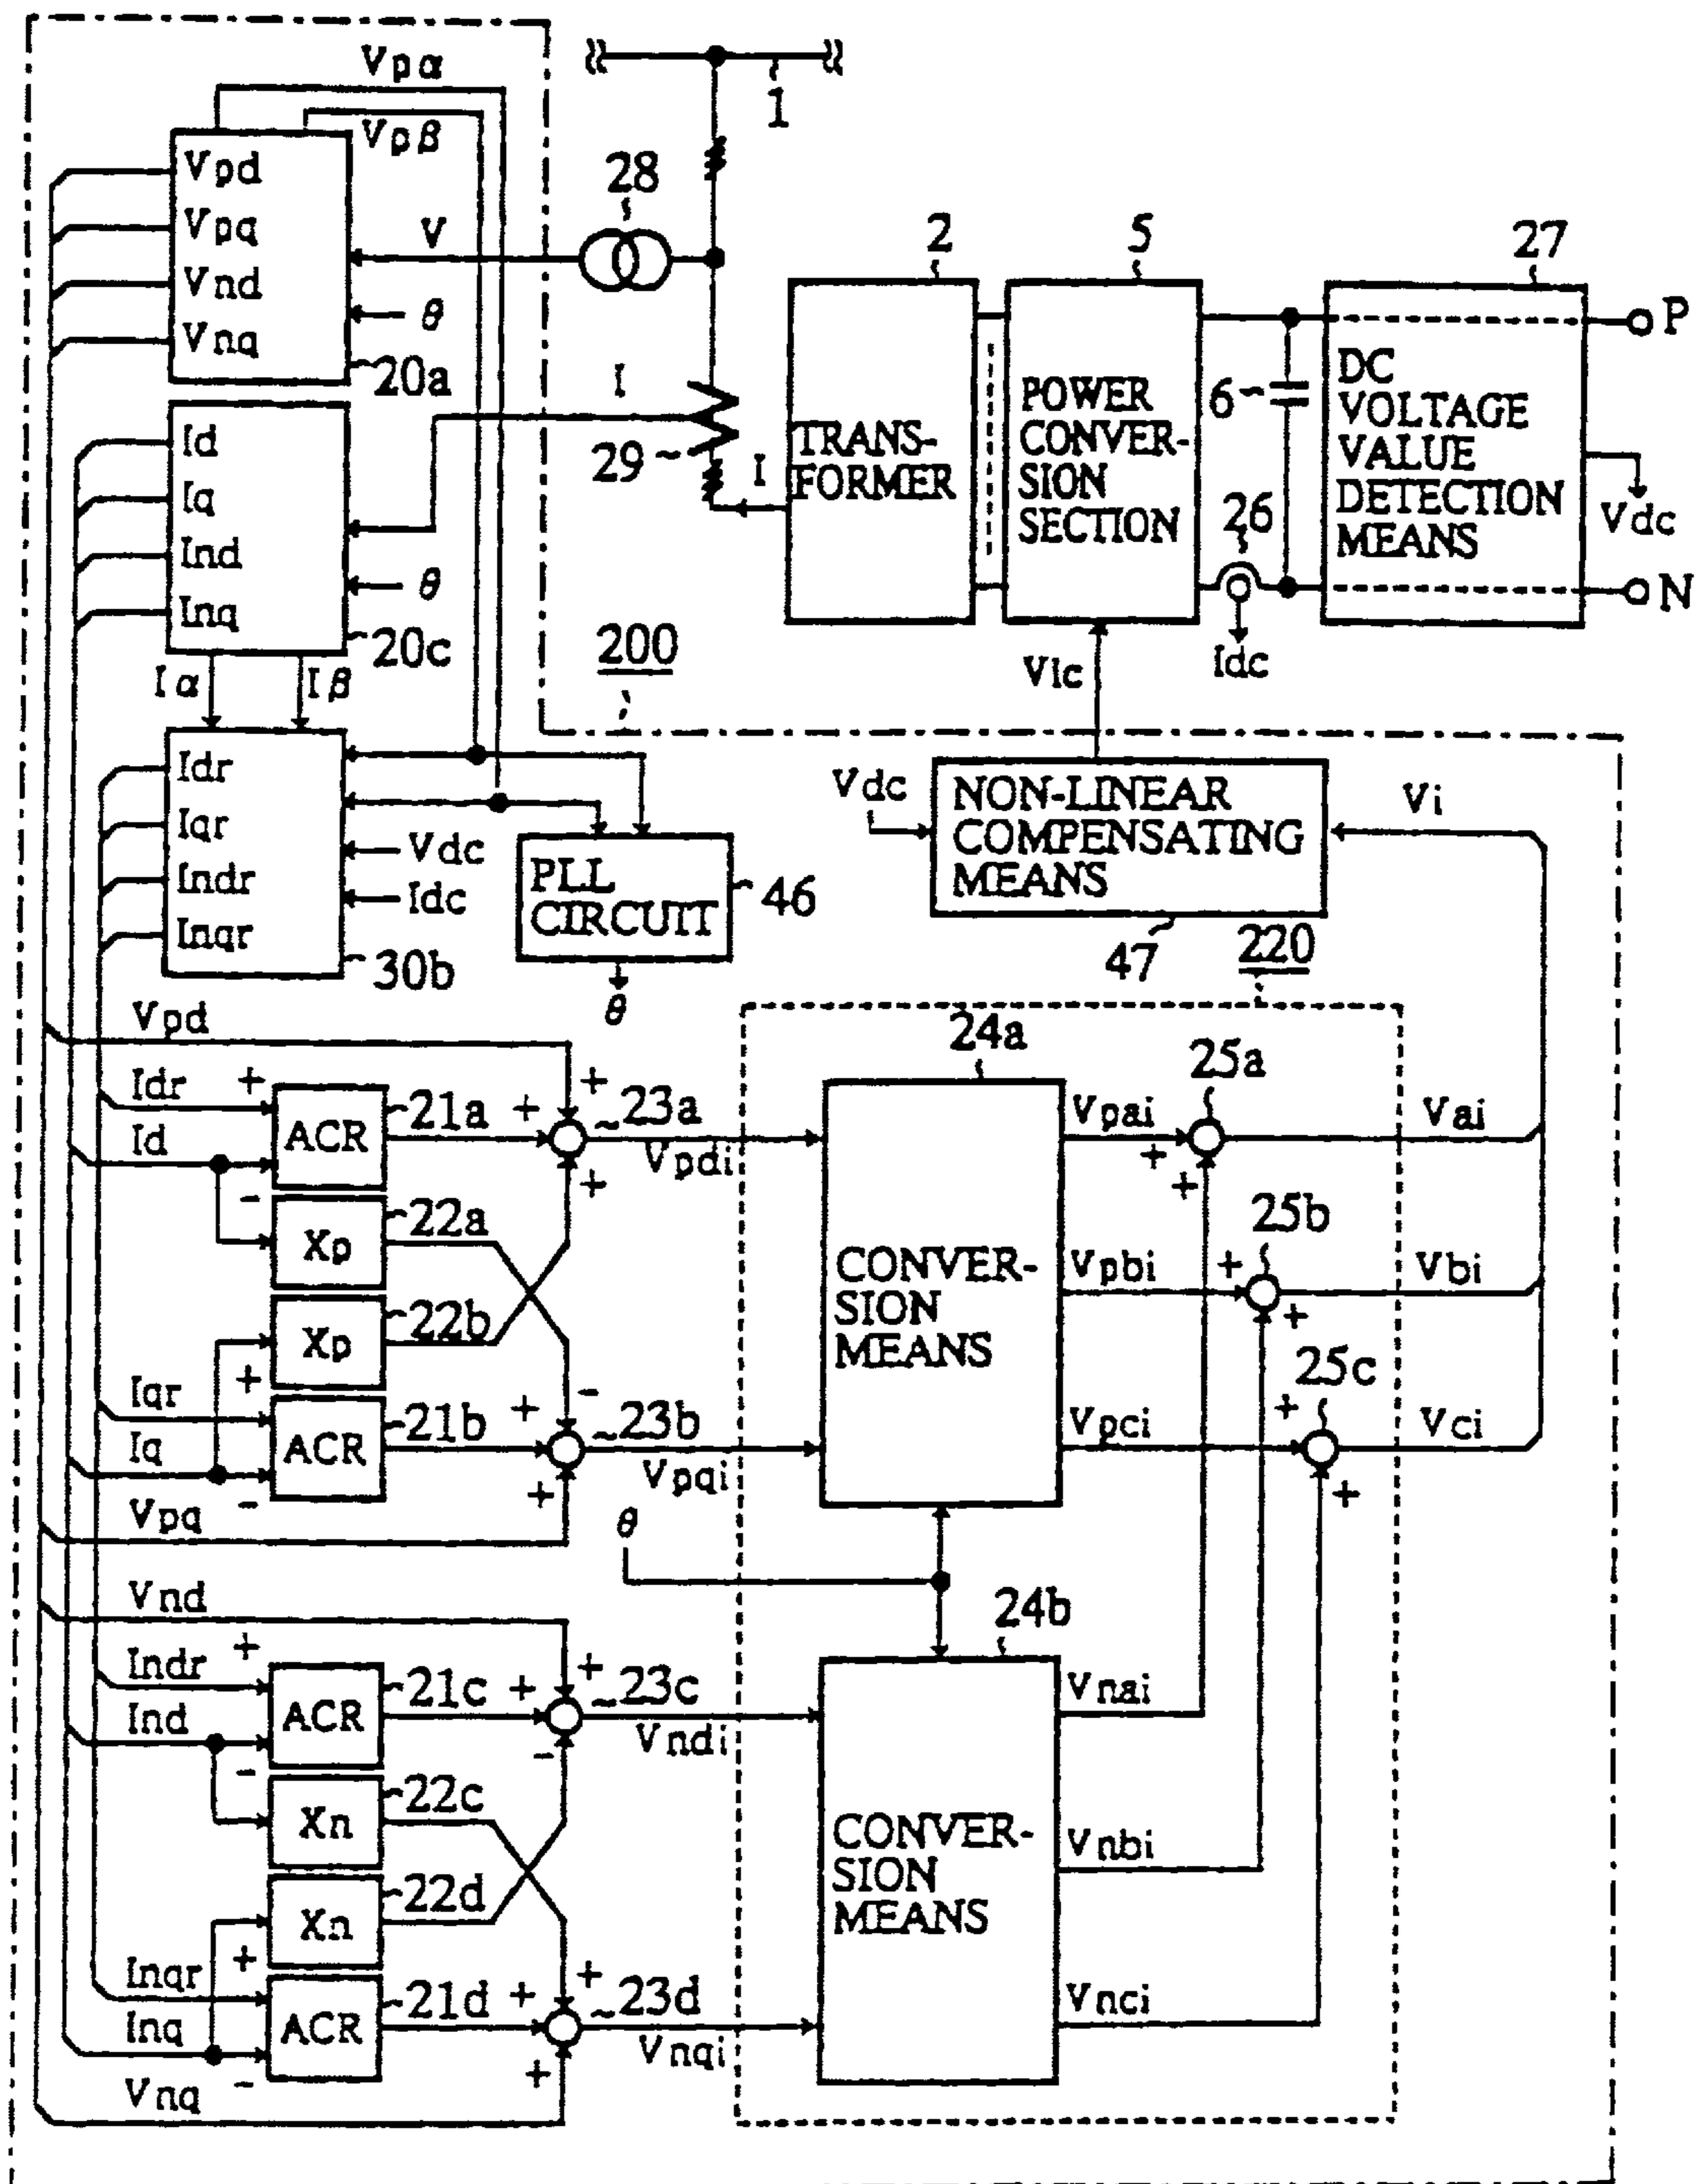 Vpα
Vpβ
1
Vpd
Vpq
Vnd
Vnq
V
θ
20a
28
2
5
27
P
TRANS-
FORMER
POWER
CONVER-
SION
SECTION
6
26
DC
VOLTAGE
VALUE
DETECTION
MEANS
Vdc
N
Idc
I
29
I
Id
Iq
Ind
Inq
θ
20c
Iα
Iβ
200
VIc
Idr
Iqr
Indr
Inqr
Vdc
Idc
30b
PLL
CIRCUIT
46
θ
Vdc
NON-LINEAR
COMPENSATING
MEANS
47
Vi
220
Vpd
Idr
+
ACR
21a
+
+
23a
Vpdi
Id
-
Xp
22a
+
Xp
22b
-
Iqr
+
ACR
21b
+
23b
Vpqi
Iq
-
+
Vpq
θ
24a
CONVER-
SION
MEANS
Vpai
+
+
25a
Vai
Vpbi
+
+
25b
Vbi
Vpci
+
+
25c
Vci
Vnd
Indr
+
ACR
21c
+
+
23c
Vndi
Ind
-
-
Xn
22c
Xn
22d
Inqr
+
ACR
21d
+
+
23d
Vnqi
Inq
-
+
Vnq
24b
CONVER-
SION
MEANS
Vnai
Vnbi
Vnci